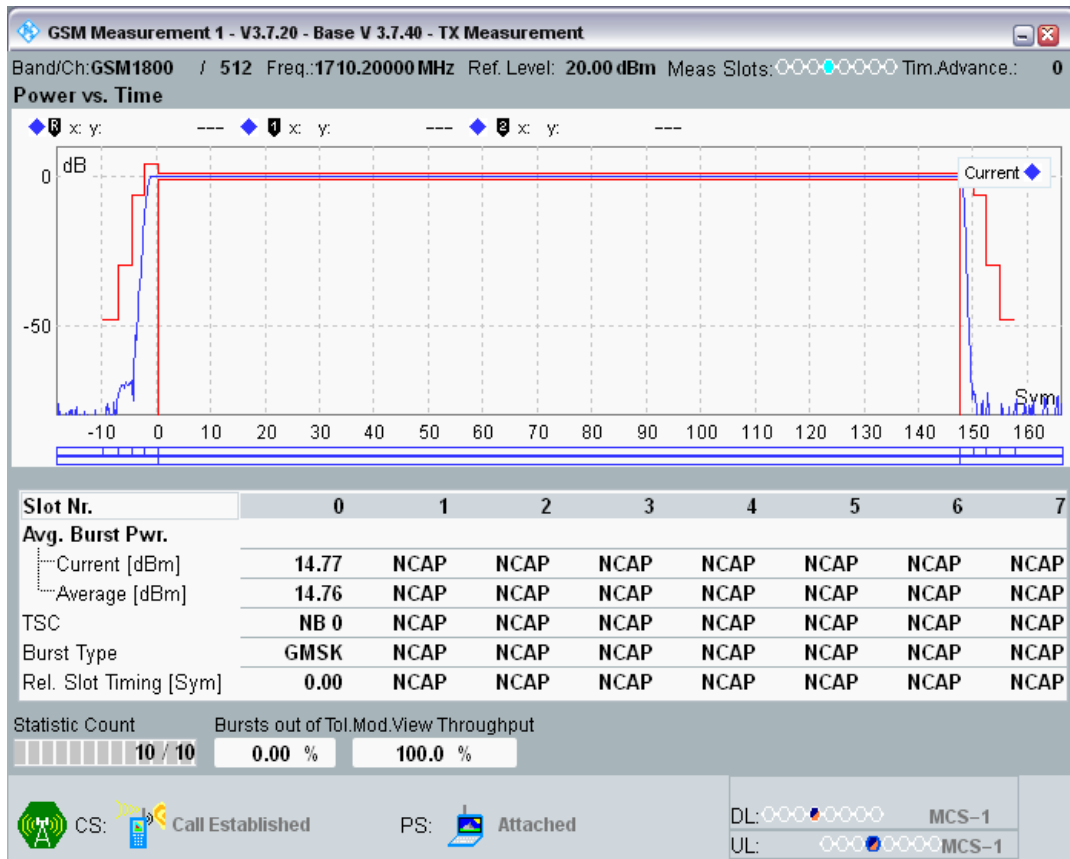 GSM Measurement 1 - V3.7.20 - Base V 3.7.40 - TX Measurement
Band/Ch:GSM1800 / 512 Freq.:1710.20000 MHz Ref. Level: 20.00 dBm Meas Slots: Tim.Advance.: 0
Power vs. Time
R x: y: --- 1 x: y: --- 2 x: y: ---
dB
Current
0
-50
Sym
-10 0 10 20 30 40 50 60 70 80 90 100 110 120 130 140 150 160
Slot Nr. 0 1 2 3 4 5 6 7
Avg. Burst Pwr.
Current [dBm] 14.77 NCAP NCAP NCAP NCAP NCAP NCAP NCAP
Average [dBm] 14.76 NCAP NCAP NCAP NCAP NCAP NCAP NCAP
TSC NB 0 NCAP NCAP NCAP NCAP NCAP NCAP NCAP
Burst Type GMSK NCAP NCAP NCAP NCAP NCAP NCAP NCAP
Rel. Slot Timing [Sym] 0.00 NCAP NCAP NCAP NCAP NCAP NCAP NCAP
Statistic Count Bursts out of Tol.Mod.View Throughput
10 / 10 0.00 % 100.0 %
CS: Call Established PS: Attached DL: MCS-1
UL: MCS-1